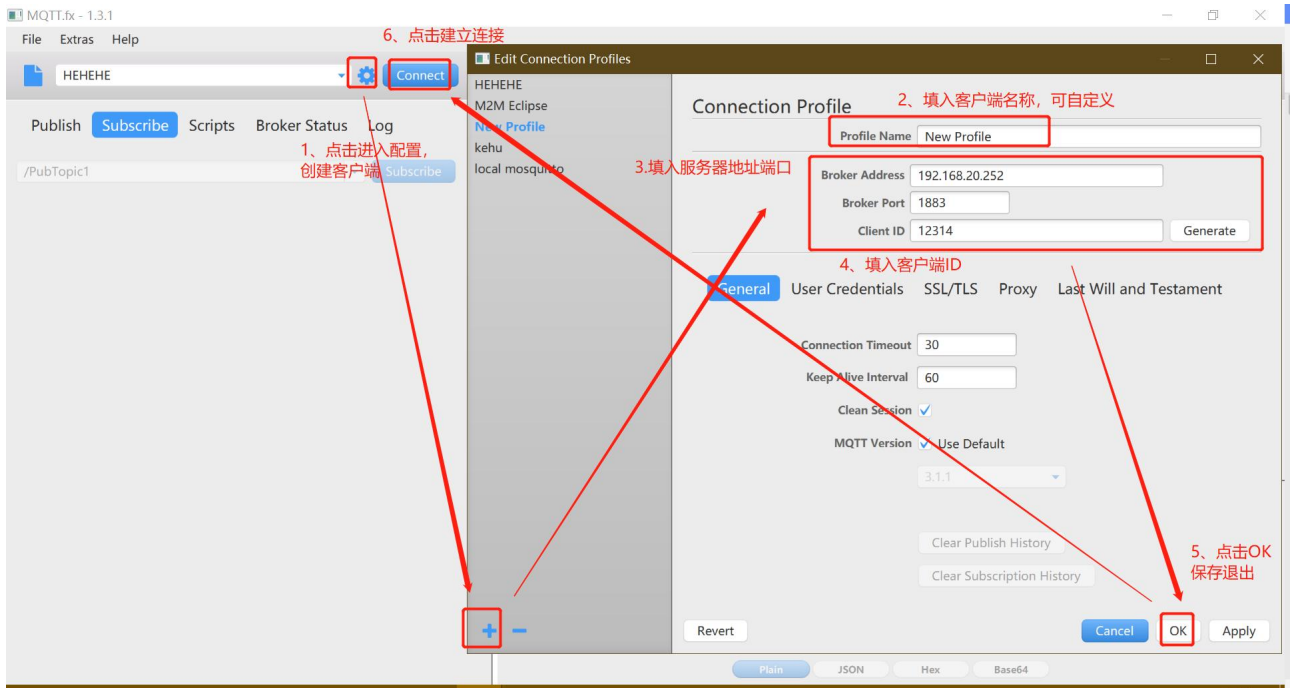 MQTT.fx - 1.3.1
File Extras Help
6、点击建立连接
HEHEHE
Connect
Publish Subscribe Scripts Broker Status Log
1、点击进入配置，
创建客户端
/PubTopic1
Subscribe
Edit Connection Profiles
HEHEHE
M2M Eclipse
New Profile
kehu
local mosquitto
Connection Profile
2、填入客户端名称，可自定义
Profile Name New Profile
3.填入服务器地址端口
Broker Address 192.168.20.252
Broker Port 1883
Client ID 12314
Generate
4、填入客户端ID
General User Credentials SSL/TLS Proxy Last Will and Testament
Connection Timeout 30
Keep Alive Interval 60
Clean Session
MQTT Version Use Default
3.1.1
Clear Publish History
Clear Subscription History
5、点击OK
保存退出
Revert
Cancel OK Apply
Plain JSON Hex Base64